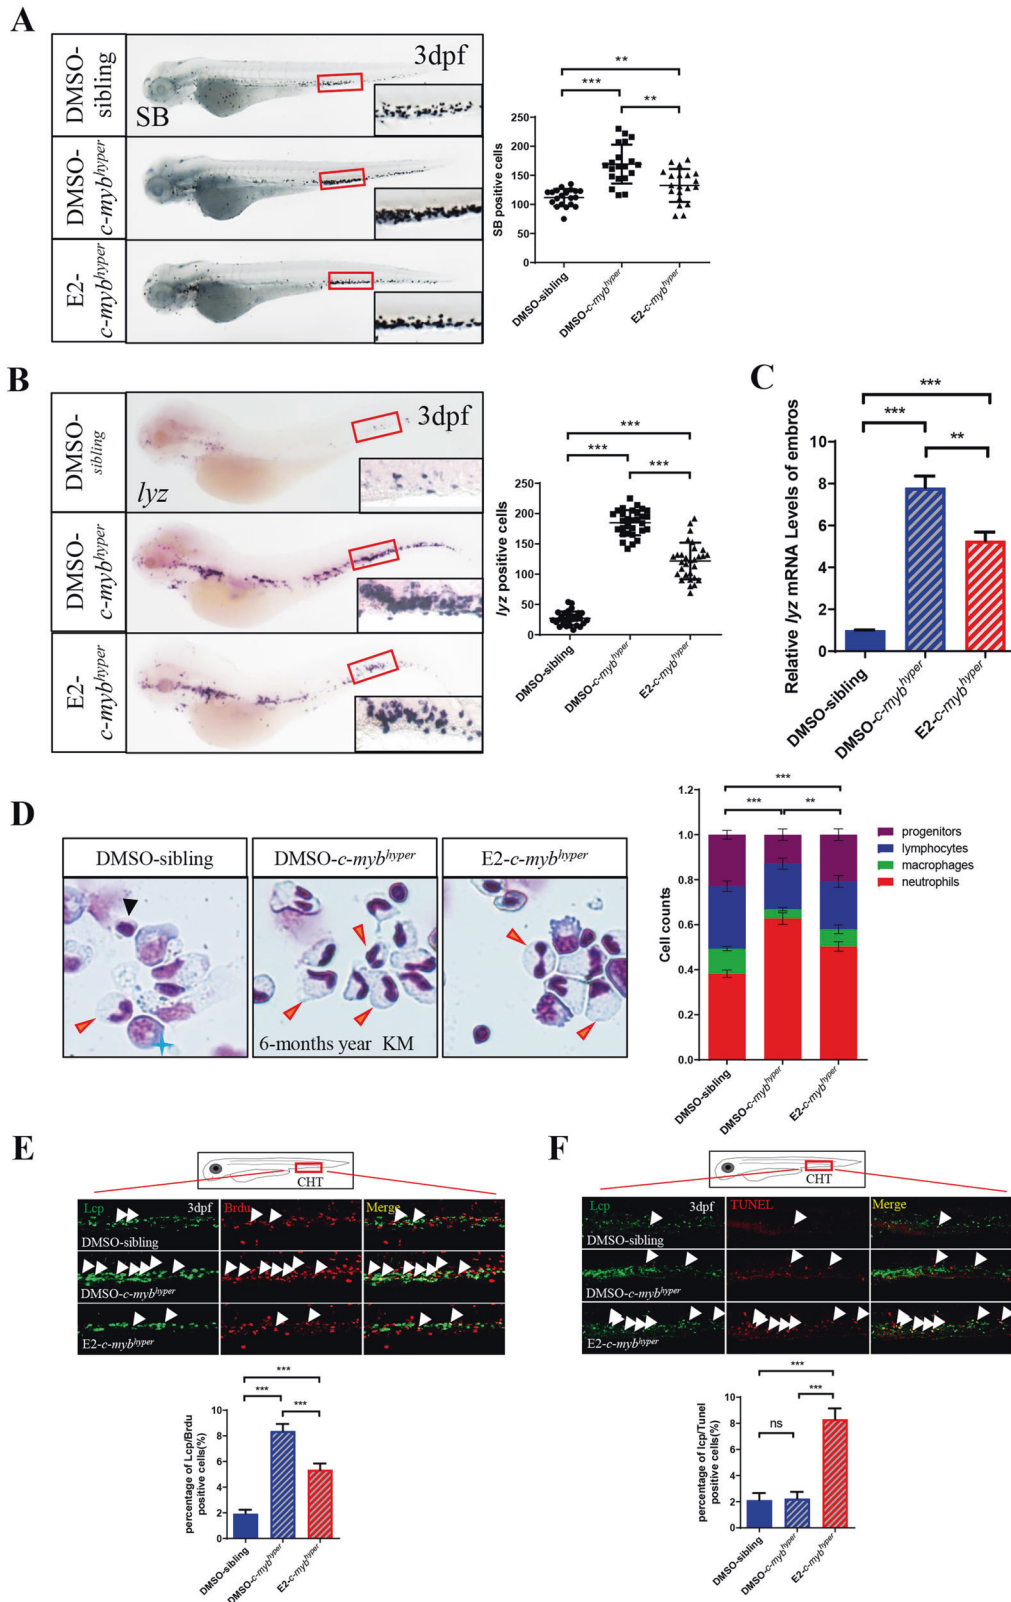 A
DMSO-
sibling
SB
3dpf
DMSO-
c-myb^hyper
E2-
c-myb^hyper
SB positive cells
250
200
150
100
50
0
**
***
**
DMSO-sibling
DMSO-c-myb^hyper
E2-c-myb^hyper
B
DMSO-
sibling
lyz
3dpf
DMSO-
c-myb^hyper
E2-
c-myb^hyper
lyz positive cells
250
200
150
100
50
0
***
***
***
DMSO-sibling
DMSO-c-myb^hyper
E2-c-myb^hyper
C
Relative lyz mRNA Levels of embros
10
8
6
4
2
0
***
***
**
DMSO-sibling
DMSO-c-myb^hyper
E2-c-myb^hyper
D
DMSO-sibling
DMSO-c-myb^hyper
E2-c-myb^hyper
6-months year KM
Cell counts
1.2
1.0
0.8
0.6
0.4
0.2
0.0
***
***
**
DMSO-sibling
DMSO-c-myb^hyper
E2-c-myb^hyper
progenitors
lymphocytes
macrophages
neutrophils
E
CHT
Lcp
3dpf
Brdu
Merge
DMSO-sibling
DMSO-c-myb^hyper
E2-c-myb^hyper
percentage of Lcp/Brdu
positive cells(%)
10
8
6
4
2
0
***
***
***
DMSO-sibling
DMSO-c-myb^hyper
E2-c-myb^hyper
F
CHT
Lcp
3dpf
TUNEL
Merge
DMSO-sibling
DMSO-c-myb^hyper
E2-c-myb^hyper
percentage of lcp/Tunel
positive cells(%)
10
8
6
4
2
0
***
***
ns
DMSO-sibling
DMSO-c-myb^hyper
E2-c-myb^hyper